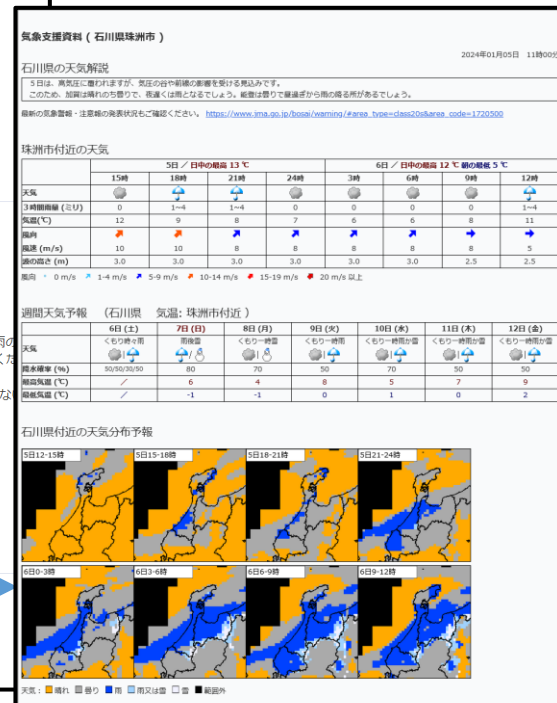 気象支援資料 ( 石川県珠洲市 )
2024年01月05日 11時00分
石川県の天気解説
5日は、高気圧に覆われますが、気圧の谷や前線の影響を受ける見込みです。
このため、加賀は晴れのち曇りで、夜遅くは雨となるでしょう。能登は曇りで昼過ぎから雨の降る所があるでしょう。
最新の気象警報・注意報の発表状況もご確認ください。 https://www.jma.go.jp/bosai/warning/#area_type=class20s&area_code=1720500
珠洲市付近の天気
5日 / 日中の最高 13 ℃ 6日 / 日中の最高 12 ℃ 朝の最低 5 ℃
15時 18時 21時 24時 3時 6時 9時 12時
天気
3時間雨量 (ミリ) 0 1~4 1~4 0 0 0 0 1~4
気温(℃) 12 9 8 7 6 6 8 11
風向
風速 (m/s) 10 10 8 8 8 8 8 5
波の高さ (m) 3.0 3.0 3.0 3.0 3.0 3.0 2.5 2.5
風向 ・ 0 m/s 1-4 m/s 5-9 m/s 10-14 m/s 15-19 m/s 20 m/s 以上
週間天気予報 (石川県 気温: 珠洲市付近 )
6日 (土) 7日 (日) 8日 (月) 9日 (火) 10日 (水) 11日 (木) 12日 (金)
天気 くもり時々雨 雨後雪 くもり一時雪 くもり一時雨 くもり一時雨か雪 くもり一時雨か雪 くもり一時雨か雪
降水確率 (%) 50/50/30/50 80 70 50 70 50 50
最高気温 (℃) / 6 4 8 5 7 9
最低気温 (℃) / -1 -1 0 1 0 2
石川県付近の天気分布予報
5日12-15時 5日15-18時 5日18-21時 5日21-24時
6日0-3時 6日3-6時 6日6-9時 6日9-12時
天気 : 晴れ 曇り 雨 雨又は雪 雪 範囲外